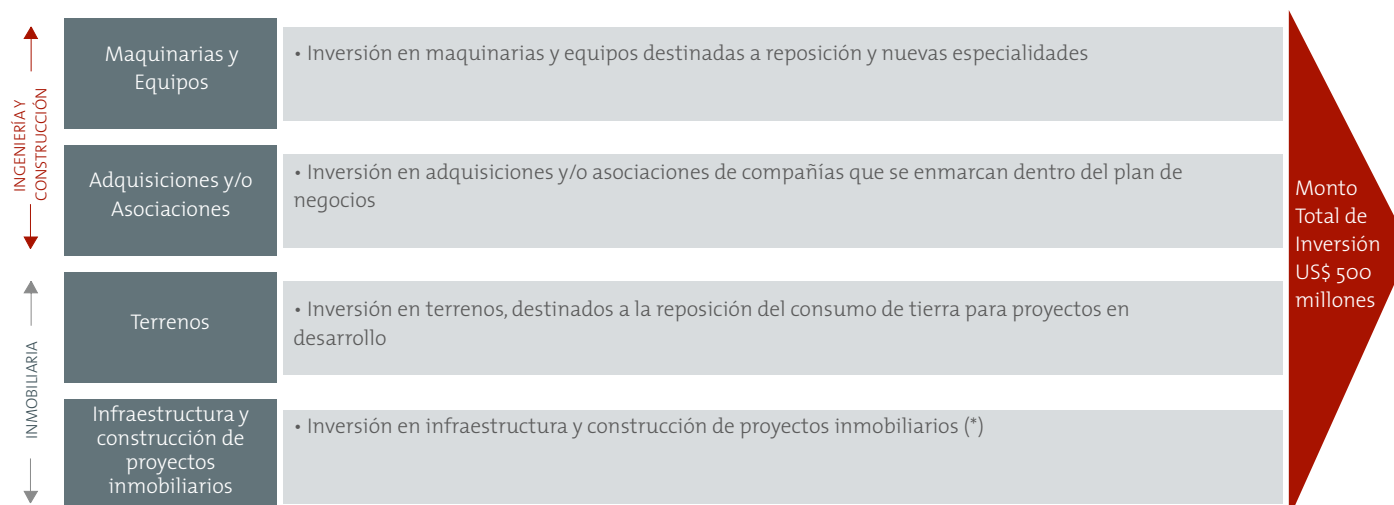 INGENIERÍA Y
CONSTRUCCIÓN
Maquinarias y
Equipos
• Inversión en maquinarias y equipos destinadas a reposición y nuevas especialidades
Adquisiciones y/o
Asociaciones
• Inversión en adquisiciones y/o asociaciones de compañías que se enmarcan dentro del plan de
negocios
INMOBILIARIA
Terrenos
• Inversión en terrenos, destinados a la reposición del consumo de tierra para proyectos en
desarrollo
Infraestructura y
construcción de
proyectos
inmobiliarios
• Inversión en infraestructura y construcción de proyectos inmobiliarios (*)
Monto
Total de
Inversión
US$ 500
millones